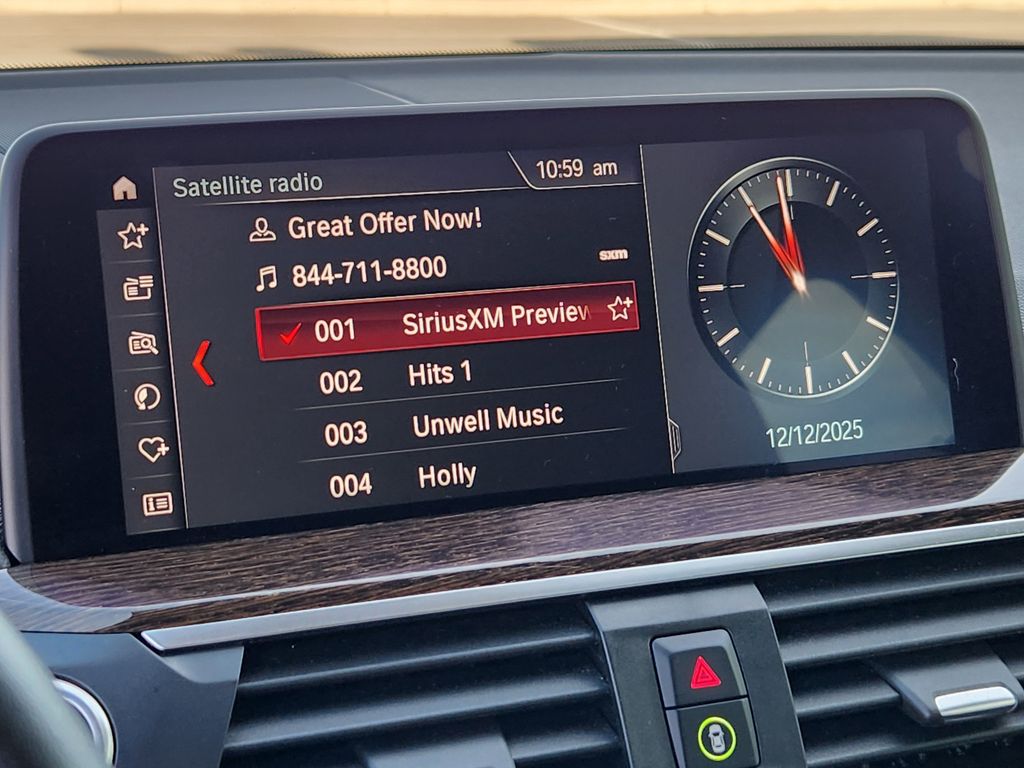 Satellite radio
10:59 am
Great Offer Now!
844-711-8800
sxm
001 SiriusXM Preview
002 Hits 1
003 Unwell Music
004 Holly
12/12/2025